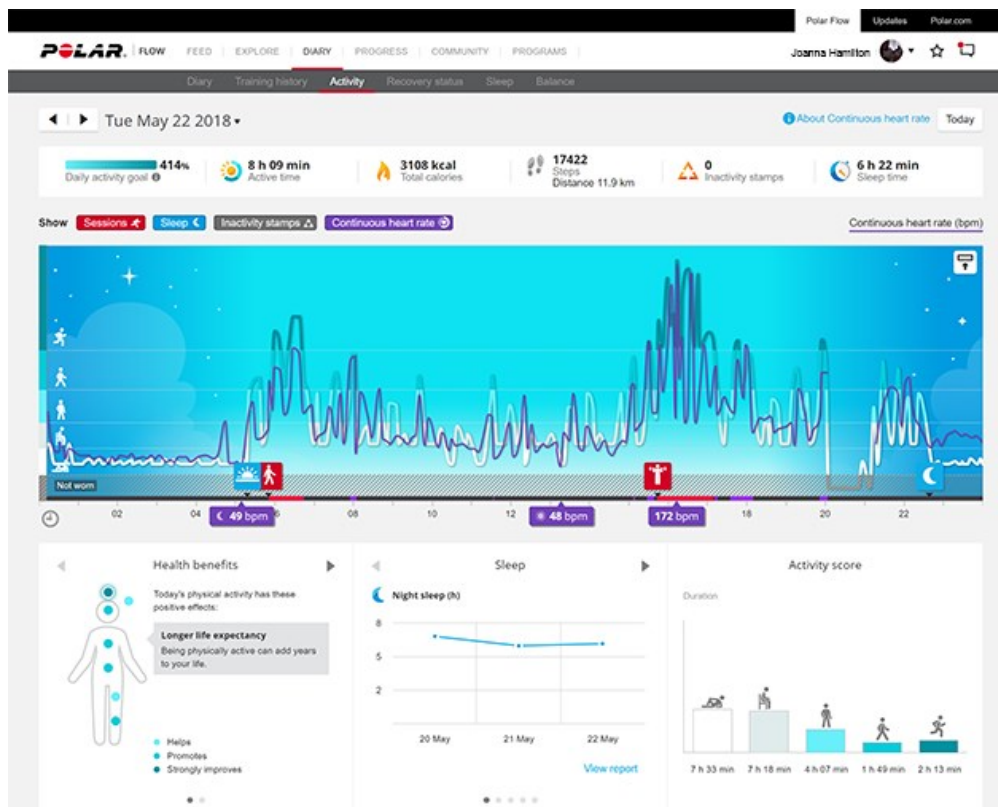 Polar Flow Updates Polar.com
POLAR. FLOW FEED EXPLORE DIARY PROGRESS COMMUNITY PROGRAMS Joanna Hamilton
Diary Training history Activity Recovery status Sleep Balance
Tue May 22 2018 About Continuous heart rate Today
414%
Daily activity goal
8 h 09 min
Active time
3108 kcal
Total calories
17422
Steps
Distance 11.9 km
0
Inactivity stamps
6 h 22 min
Sleep time
Show Sessions Sleep Inactivity stamps Continuous heart rate Continuous heart rate (bpm)
Not worn
02 04 6 08 10 12 18 20 22
49 bpm 48 bpm 172 bpm
Health benefits
Today's physical activity has these
positive effects:
Longer life expectancy
Being physically active can add years
to your life.
Helps
Promotes
Strongly improves
Sleep
Night sleep (h)
8
5
2
20 May 21 May 22 May
View report
Activity score
Duration
7 h 33 min 7 h 18 min 4 h 07 min 1 h 49 min 2 h 13 min